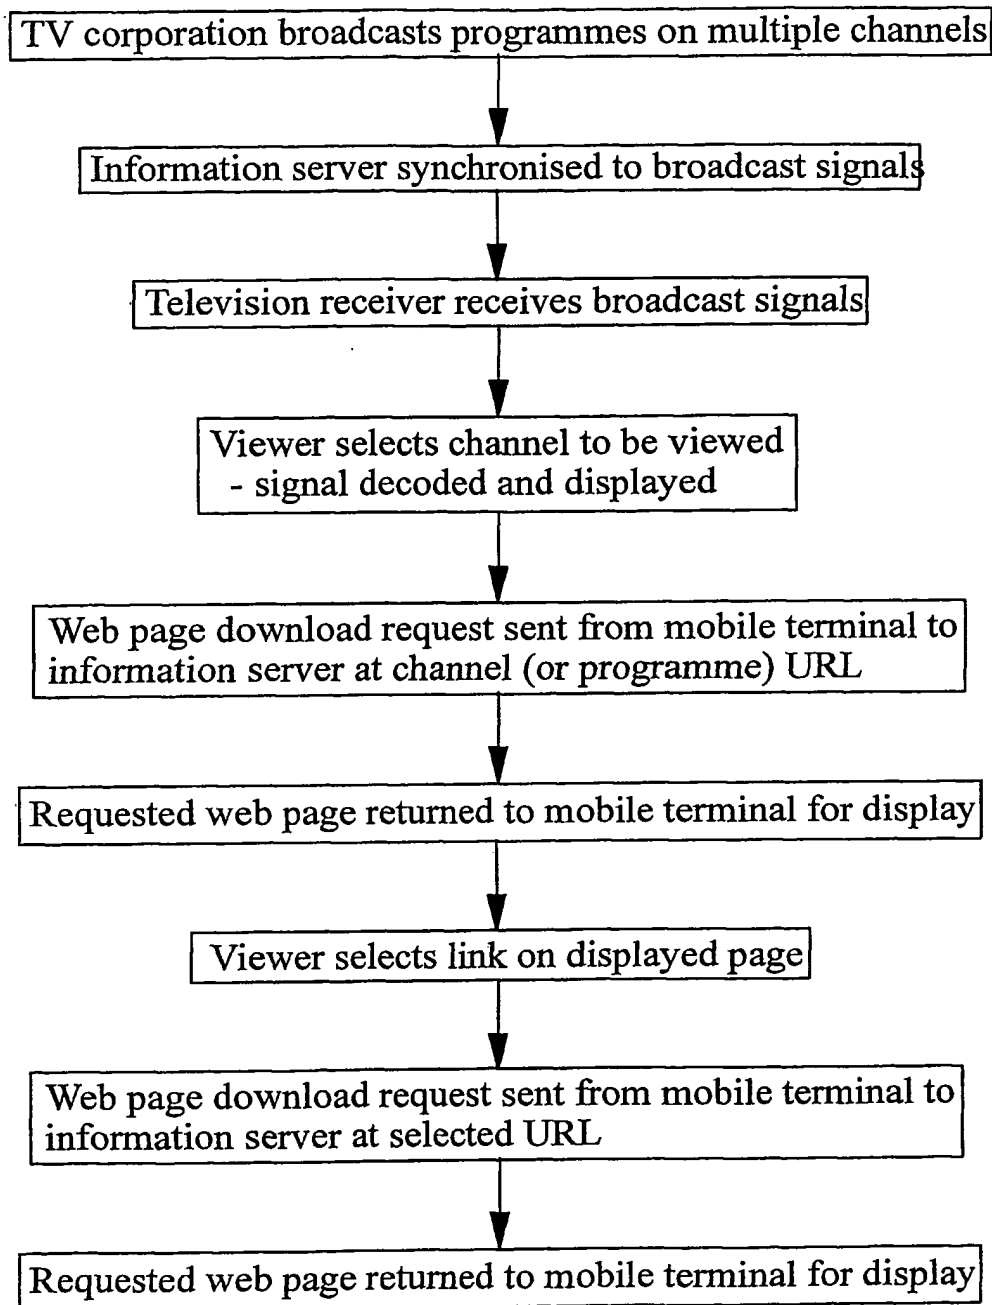 TV corporation broadcasts programmes on multiple channels
Information server synchronised to broadcast signals
Television receiver receives broadcast signals
Viewer selects channel to be viewed
- signal decoded and displayed
Web page download request sent from mobile terminal to
information server at channel (or programme) URL
Requested web page returned to mobile terminal for display
Viewer selects link on displayed page
Web page download request sent from mobile terminal to
information server at selected URL
Requested web page returned to mobile terminal for display